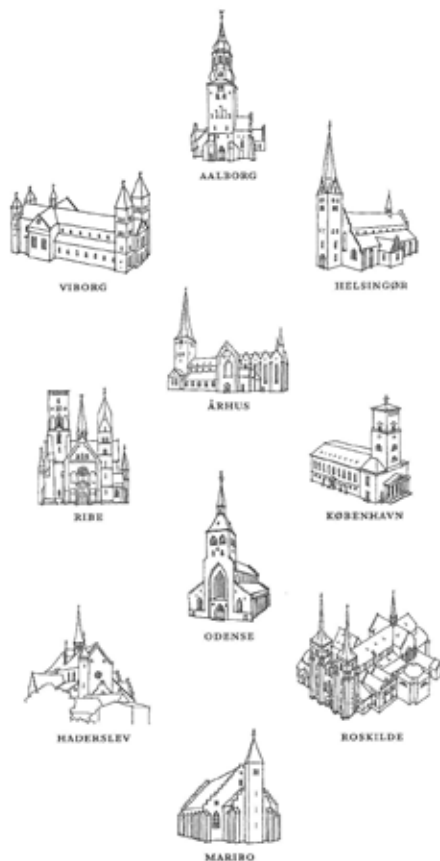 AALBORG
VIBORG
HELSINGØR
ÅRHUS
RIBE
KØBENHAVN
ODENSE
HADERSLEV
ROSKILDE
MARIBO